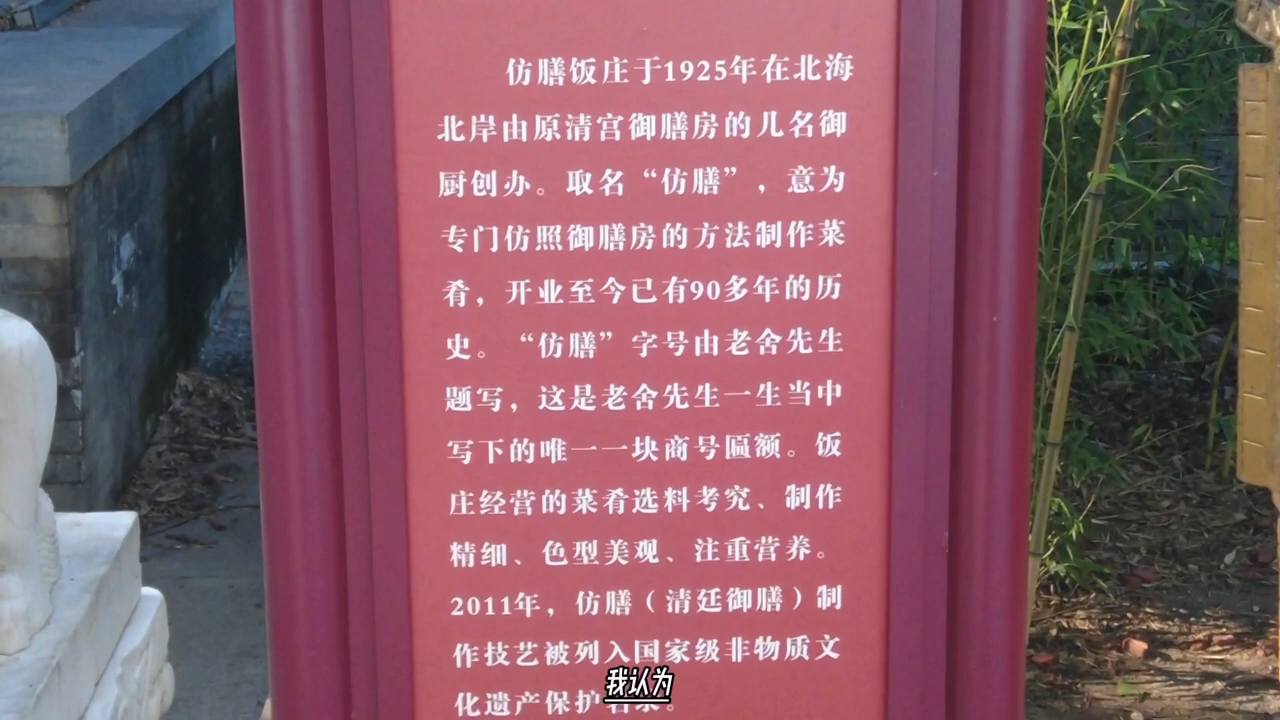 仿膳饭庄于1925年在北海
北岸由原清宫御膳房的几名御
厨创办。取名“仿膳”，意为
专门仿照御膳房的方法制作菜
肴，开业至今已有90多年的历
史。“仿膳”字号由老舍先生
题写，这是老舍先生一生当中
写下的唯一一块商号匾额。饭
庄经营的菜肴选料考究、制作
精细、色型美观、注重营养。
2011年，仿膳（清廷御膳）制
作技艺被列入国家级非物质文
化遗产保护名录。
我认为